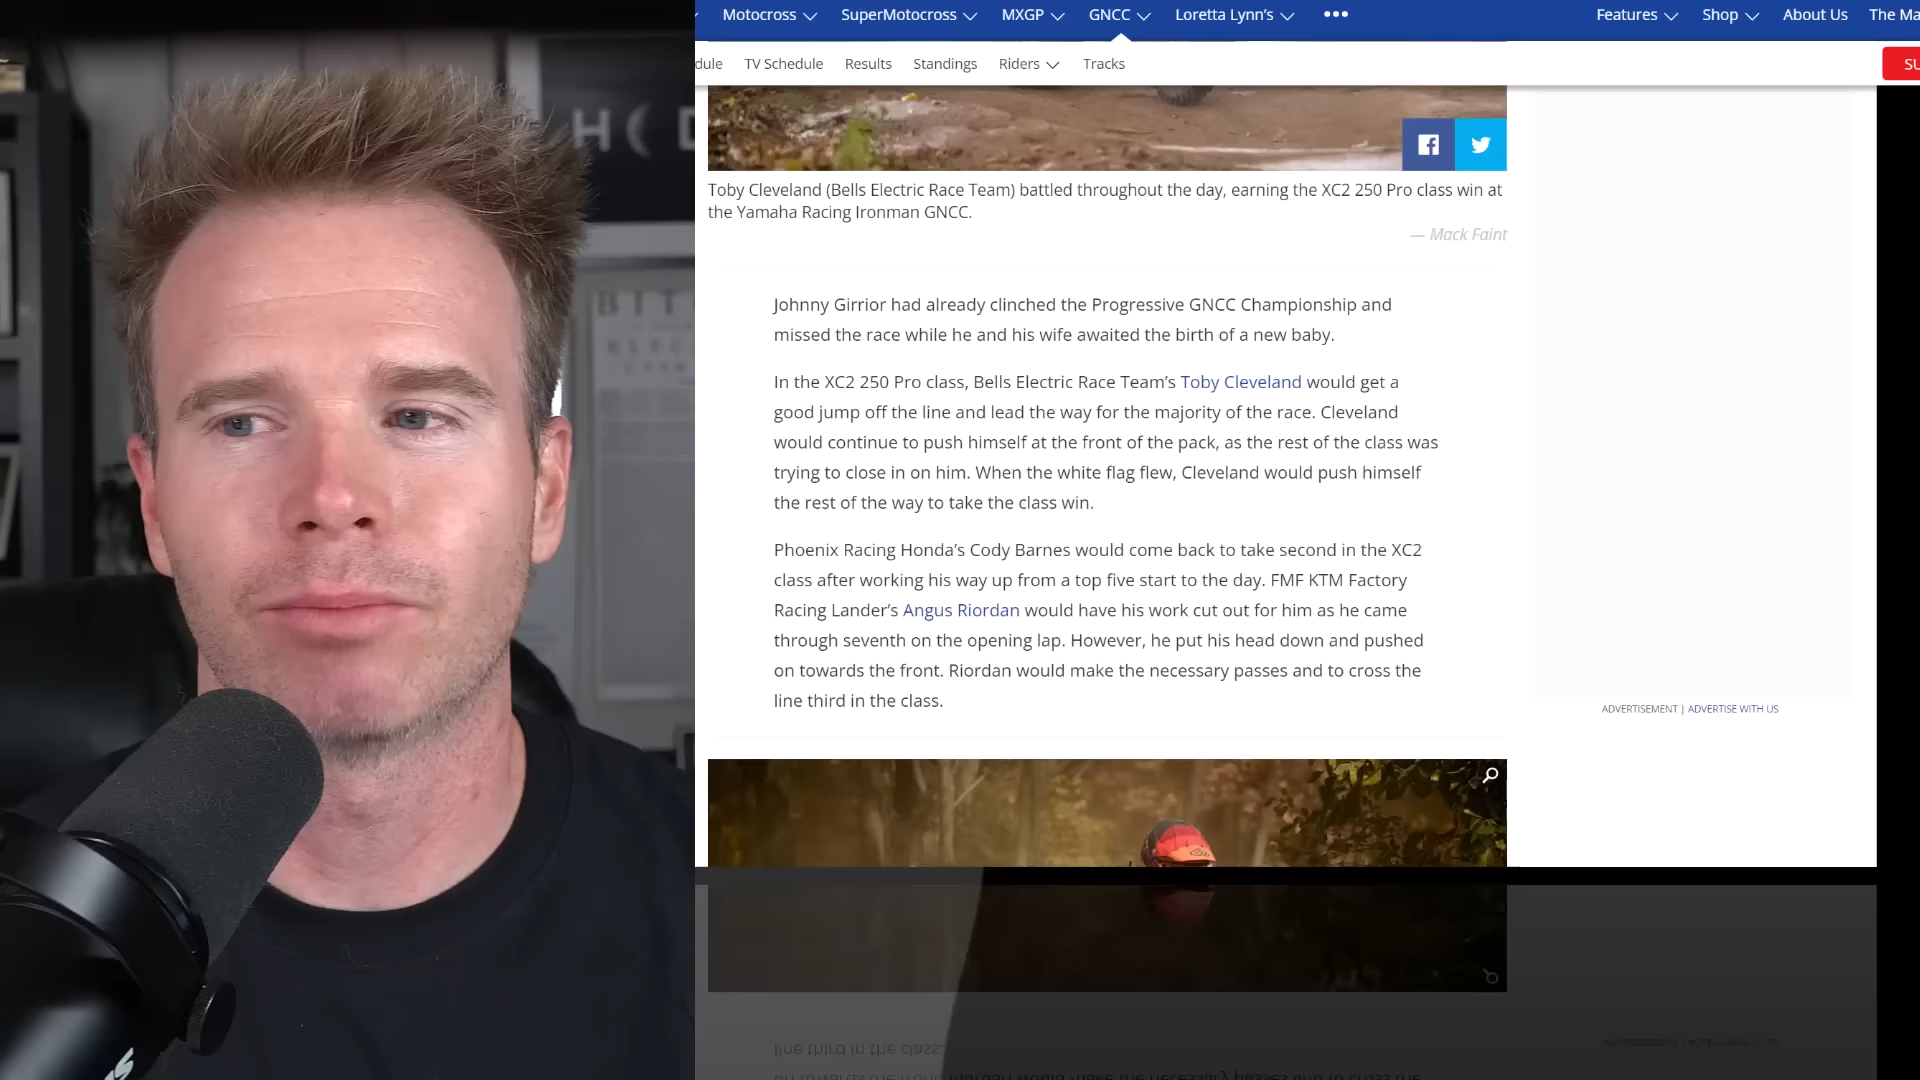 Motocross SuperMotocross MXGP GNCC Loretta Lynn's ••• Features Shop About Us The Ma
dule TV Schedule Results Standings Riders Tracks SU
Toby Cleveland (Bells Electric Race Team) battled throughout the day, earning the XC2 250 Pro class win at
the Yamaha Racing Ironman GNCC.
— Mack Faint
Johnny Girrior had already clinched the Progressive GNCC Championship and
missed the race while he and his wife awaited the birth of a new baby.
In the XC2 250 Pro class, Bells Electric Race Team's Toby Cleveland would get a
good jump off the line and lead the way for the majority of the race. Cleveland
would continue to push himself at the front of the pack, as the rest of the class was
trying to close in on him. When the white flag flew, Cleveland would push himself
the rest of the way to take the class win.
Phoenix Racing Honda's Cody Barnes would come back to take second in the XC2
class after working his way up from a top five start to the day. FMF KTM Factory
Racing Lander's Angus Riordan would have his work cut out for him as he came
through seventh on the opening lap. However, he put his head down and pushed
on towards the front. Riordan would make the necessary passes and to cross the
line third in the class.
ADVERTISEMENT | ADVERTISE WITH US